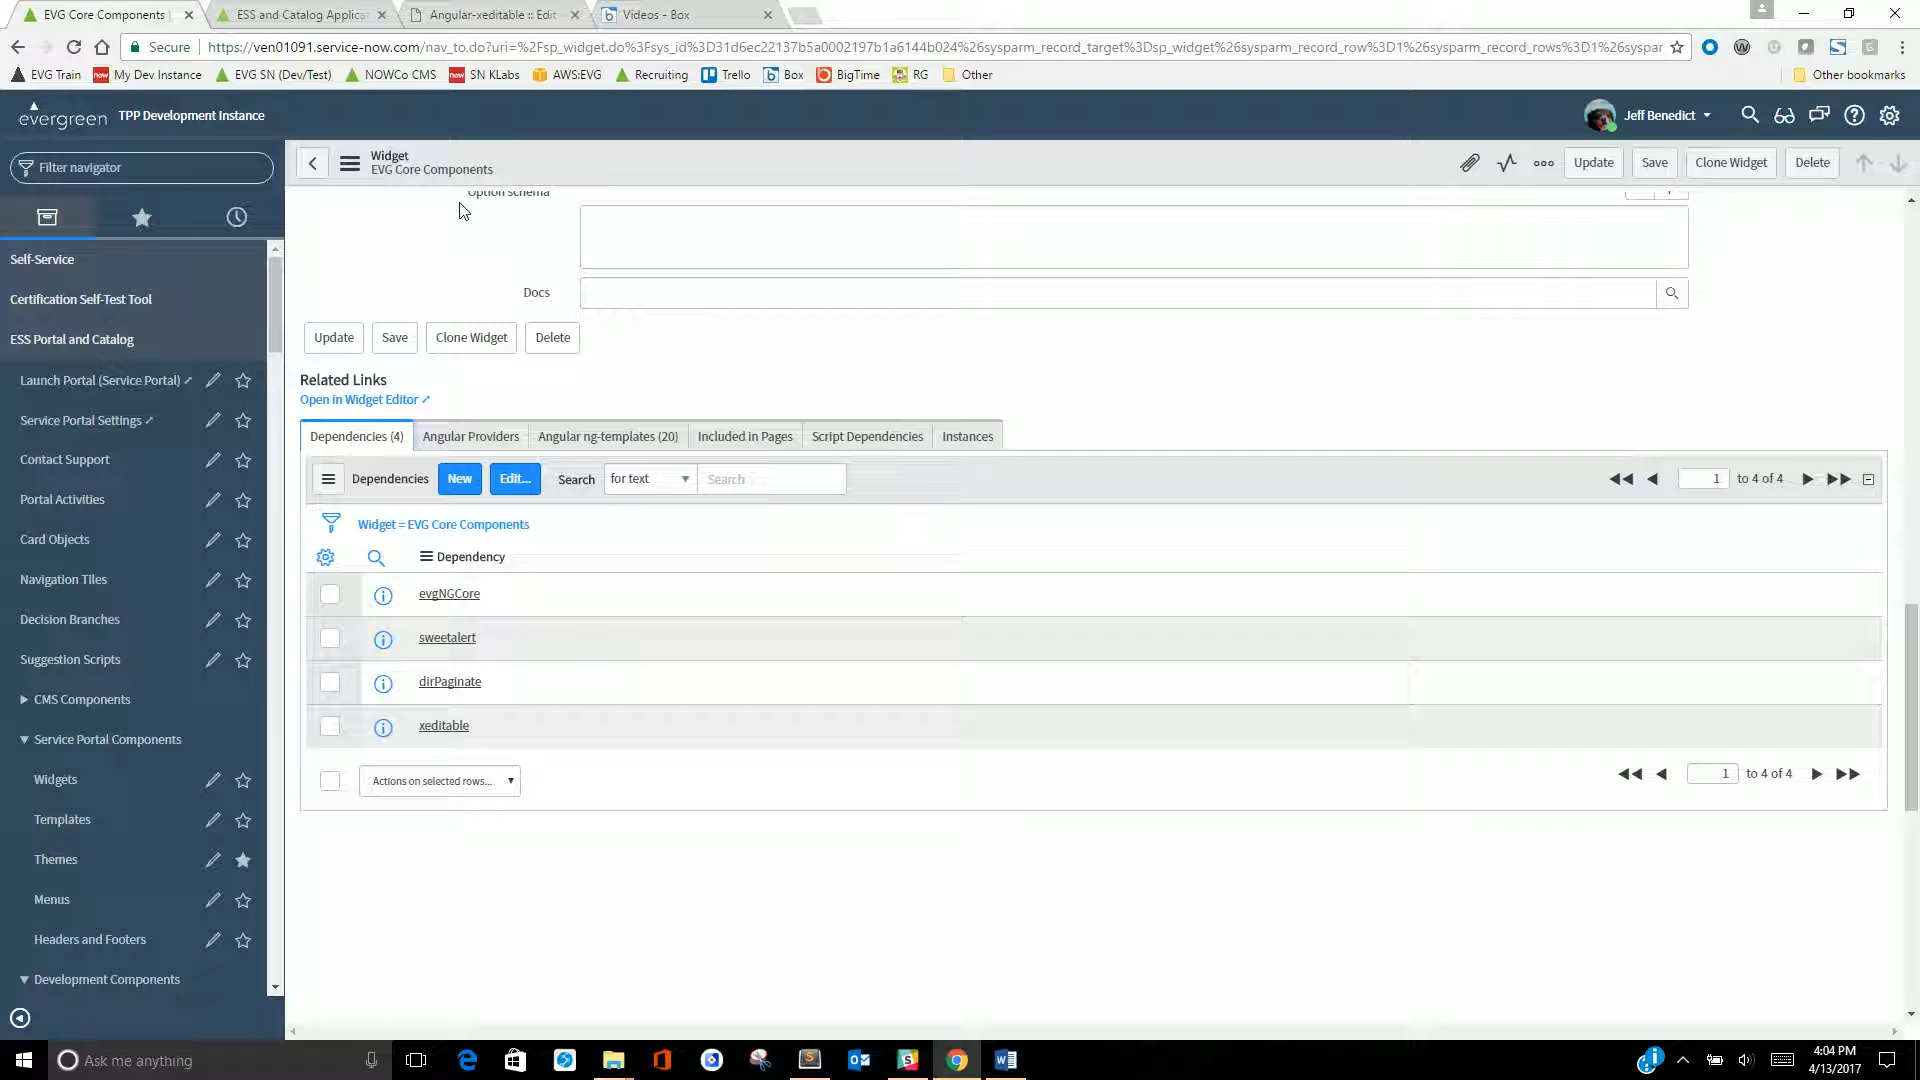 EVG Core Components |
ESS and Catalog Applicat
Angular-xeditable :: Edit
Videos - Box
Secure
https://ven01091.service-now.com/nav_to.do?uri=%2Fsp_widget.do%3Fsys_id%3D31d6ec22137b5a0002197b1a6144b024%26sysparm_record_target%3Dsp_widget%26sysparm_record_row%3D1%26sysparm_record_rows%3D1%26syspar
EVG Train
now My Dev Instance
EVG SN (Dev/Test)
NOWCo CMS
now SN KLabs
AWS:EVG
Recruiting
Trello
Box
BigTime
RG
Other
Other bookmarks
evergreen
TPP Development Instance
Jeff Benedict
Filter navigator
Widget
EVG Core Components
Update
Save
Clone Widget
Delete
Self-Service
Certification Self-Test Tool
ESS Portal and Catalog
Launch Portal (Service Portal)
Service Portal Settings
Contact Support
Portal Activities
Card Objects
Navigation Tiles
Decision Branches
Suggestion Scripts
CMS Components
Service Portal Components
Widgets
Templates
Themes
Menus
Headers and Footers
Development Components
Option schema
Docs
Update
Save
Clone Widget
Delete
Related Links
Open in Widget Editor
Dependencies (4)
Angular Providers
Angular ng-templates (20)
Included in Pages
Script Dependencies
Instances
Dependencies
New
Edit...
Search
for text
Search
1 to 4 of 4
Widget = EVG Core Components
Dependency
evgNGCore
sweetalert
dirPaginate
xeditable
Actions on selected rows...
1 to 4 of 4
Ask me anything
4:04 PM
4/13/2017